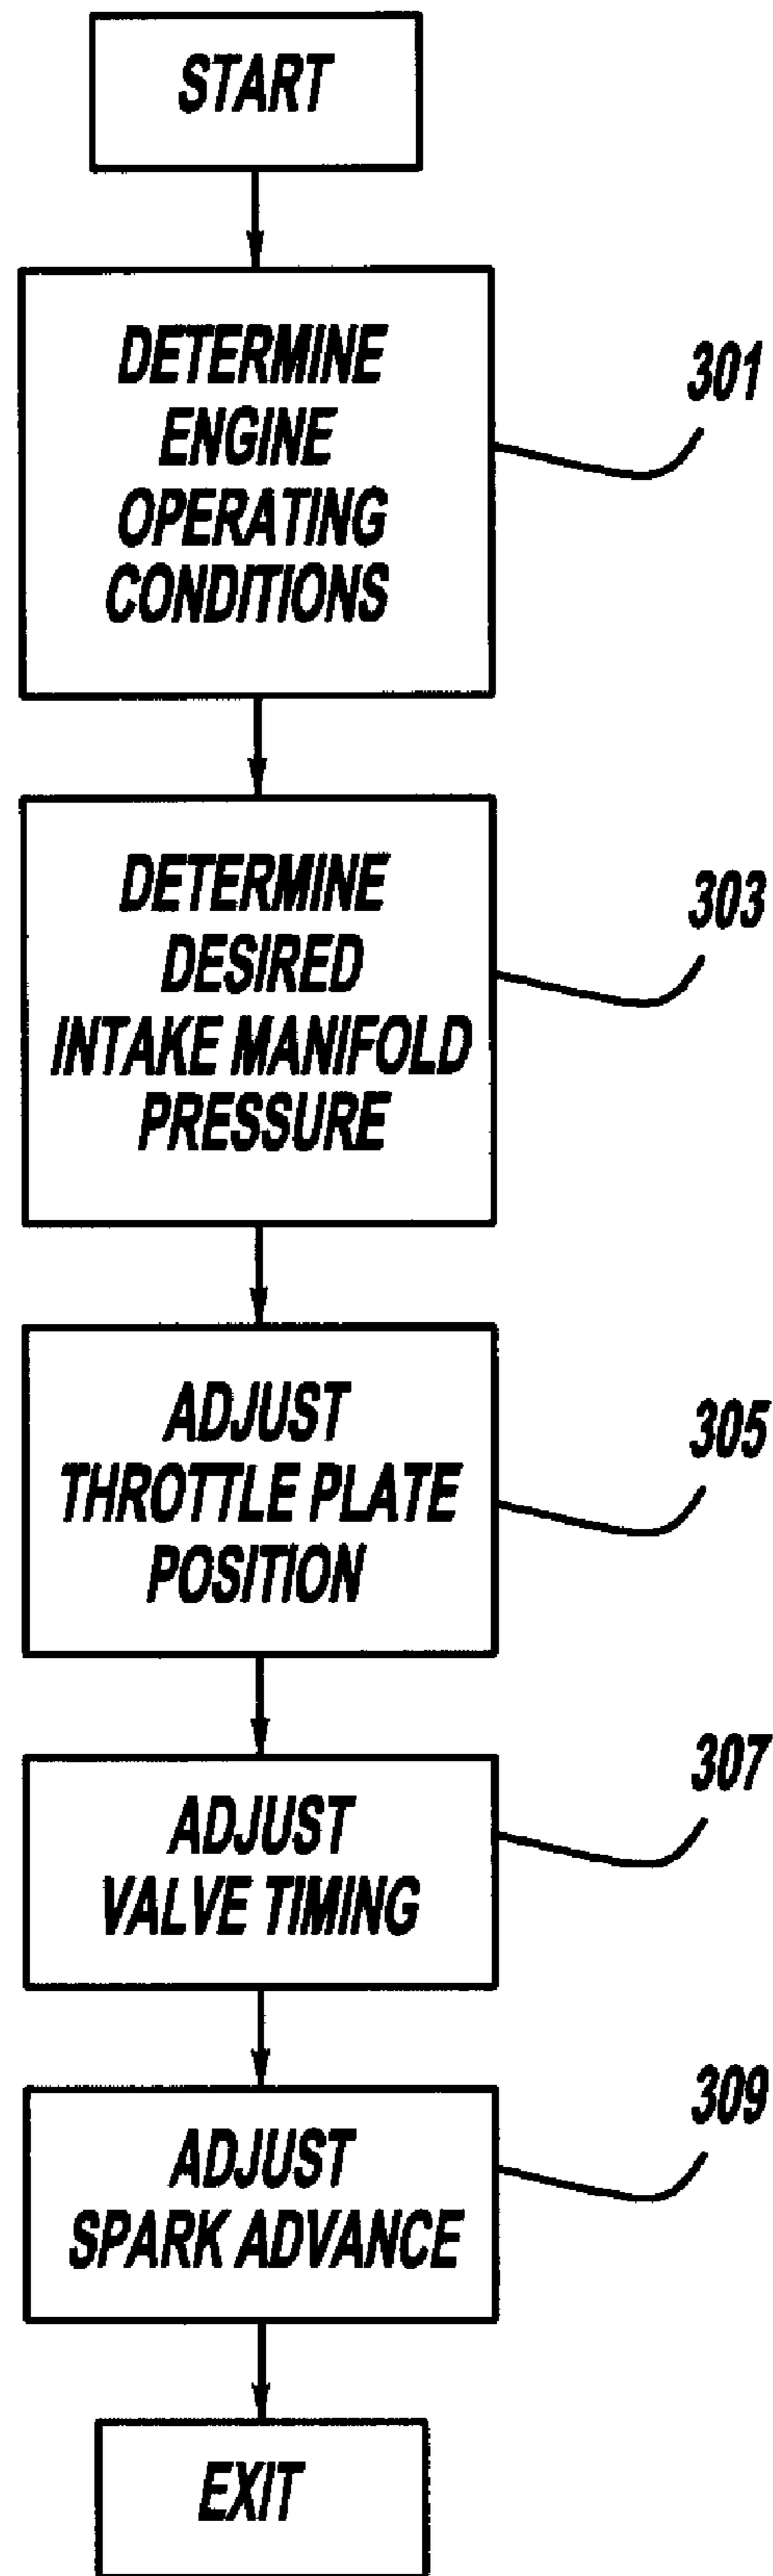 START
DETERMINE
ENGINE
OPERATING
CONDITIONS
301
DETERMINE
DESIRED
INTAKE MANIFOLD
PRESSURE
303
ADJUST
THROTTLE PLATE
POSITION
305
ADJUST
VALVE TIMING
307
ADJUST
SPARK ADVANCE
309
EXIT